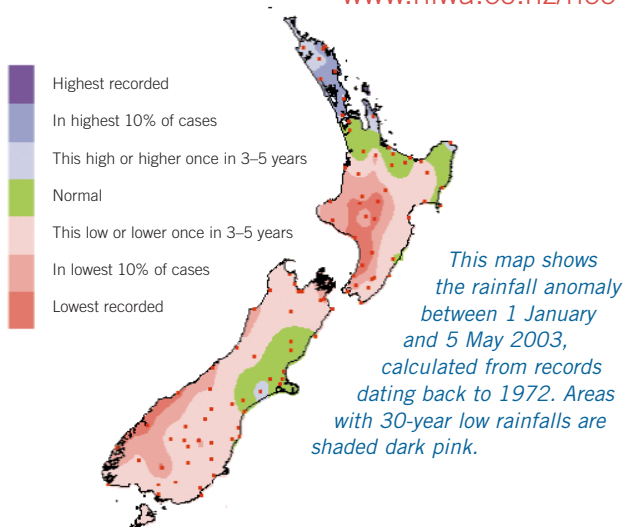 Highest recorded
In highest 10% of cases
This high or higher once in 3–5 years
Normal
This low or lower once in 3–5 years
In lowest 10% of cases
Lowest recorded
This map shows
the rainfall anomaly
between 1 January
and 5 May 2003,
calculated from records
dating back to 1972. Areas
with 30-year low rainfalls are
shaded dark pink.